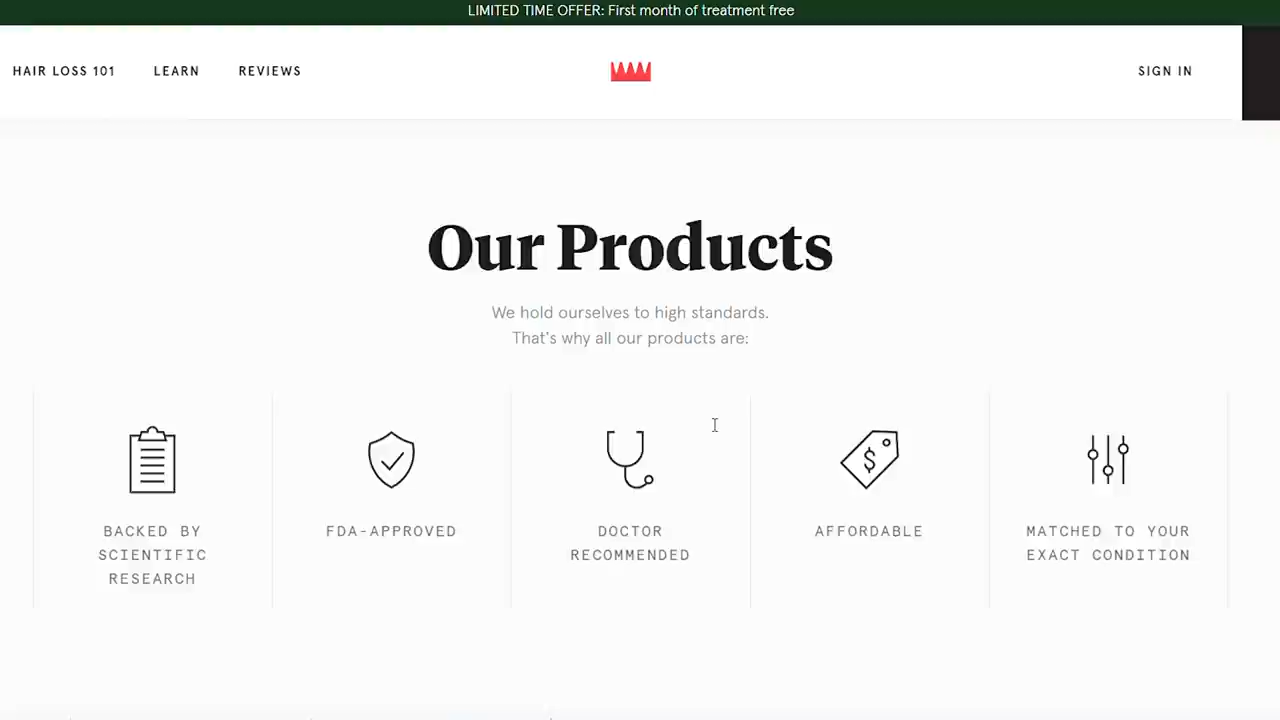 LIMITED TIME OFFER: First month of treatment free
HAIR LOSS 101
LEARN
REVIEWS
SIGN IN
Our Products
We hold ourselves to high standards.
That's why all our products are:
BACKED BY
SCIENTIFIC
RESEARCH
FDA-APPROVED
DOCTOR
RECOMMENDED
$
AFFORDABLE
MATCHED TO YOUR
EXACT CONDITION